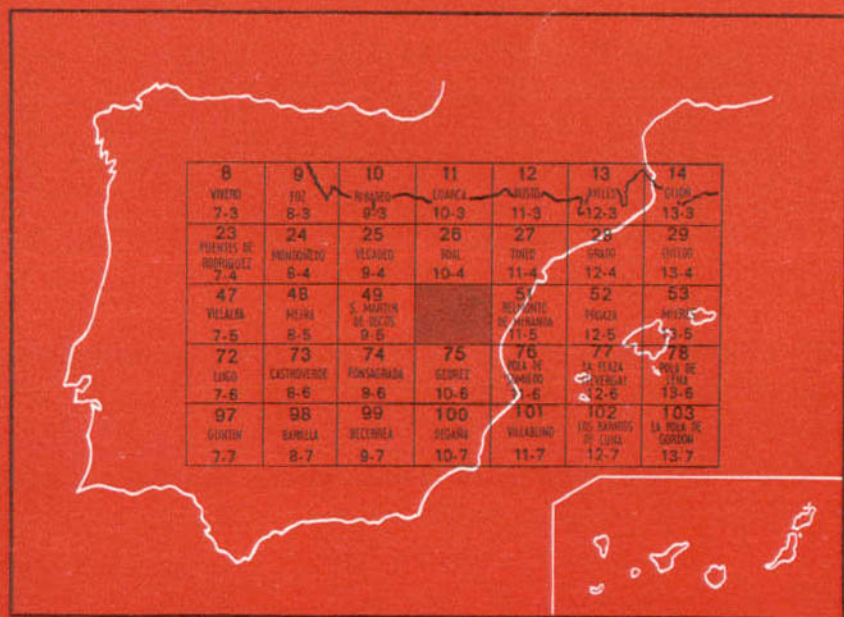 8 9 10 11 12 13 14
VIVERO FOZ RIBADEO LUARCA BUSTO AVILES GIJON
7-3 8-3 9-3 10-3 11-3 12-3 13-3
23 24 25 26 27 28 29
PUENTES DE RODRIGUEZ MONDOÑEDO VEGADEO BOAL TINEO GRADO OVIEDO
7-4 8-4 9-4 10-4 11-4 12-4 13-4
47 48 49 51 52 53
VILLALBA MEIRA S. MARTIN DE OSCOS BELMONTE DE MIRANDA PROAZA MIERES
7-5 8-5 9-5 11-5 12-5 13-5
72 73 74 75 76 77 78
LUGO CASTROVERDE FONSAGRADA GEDREZ POLA DE SOMIEDO LA PLAZA (TEVERGA) POLA DE LENA
7-6 8-6 9-6 10-6 11-6 12-6 13-6
97 98 99 100 101 102 103
GUNTIN BARALLA BECERREA DEGAÑA VILLABLINO LOS BARRIOS DE LUNA LA POLA DE GORDON
7-7 8-7 9-7 10-7 11-7 12-7 13-7